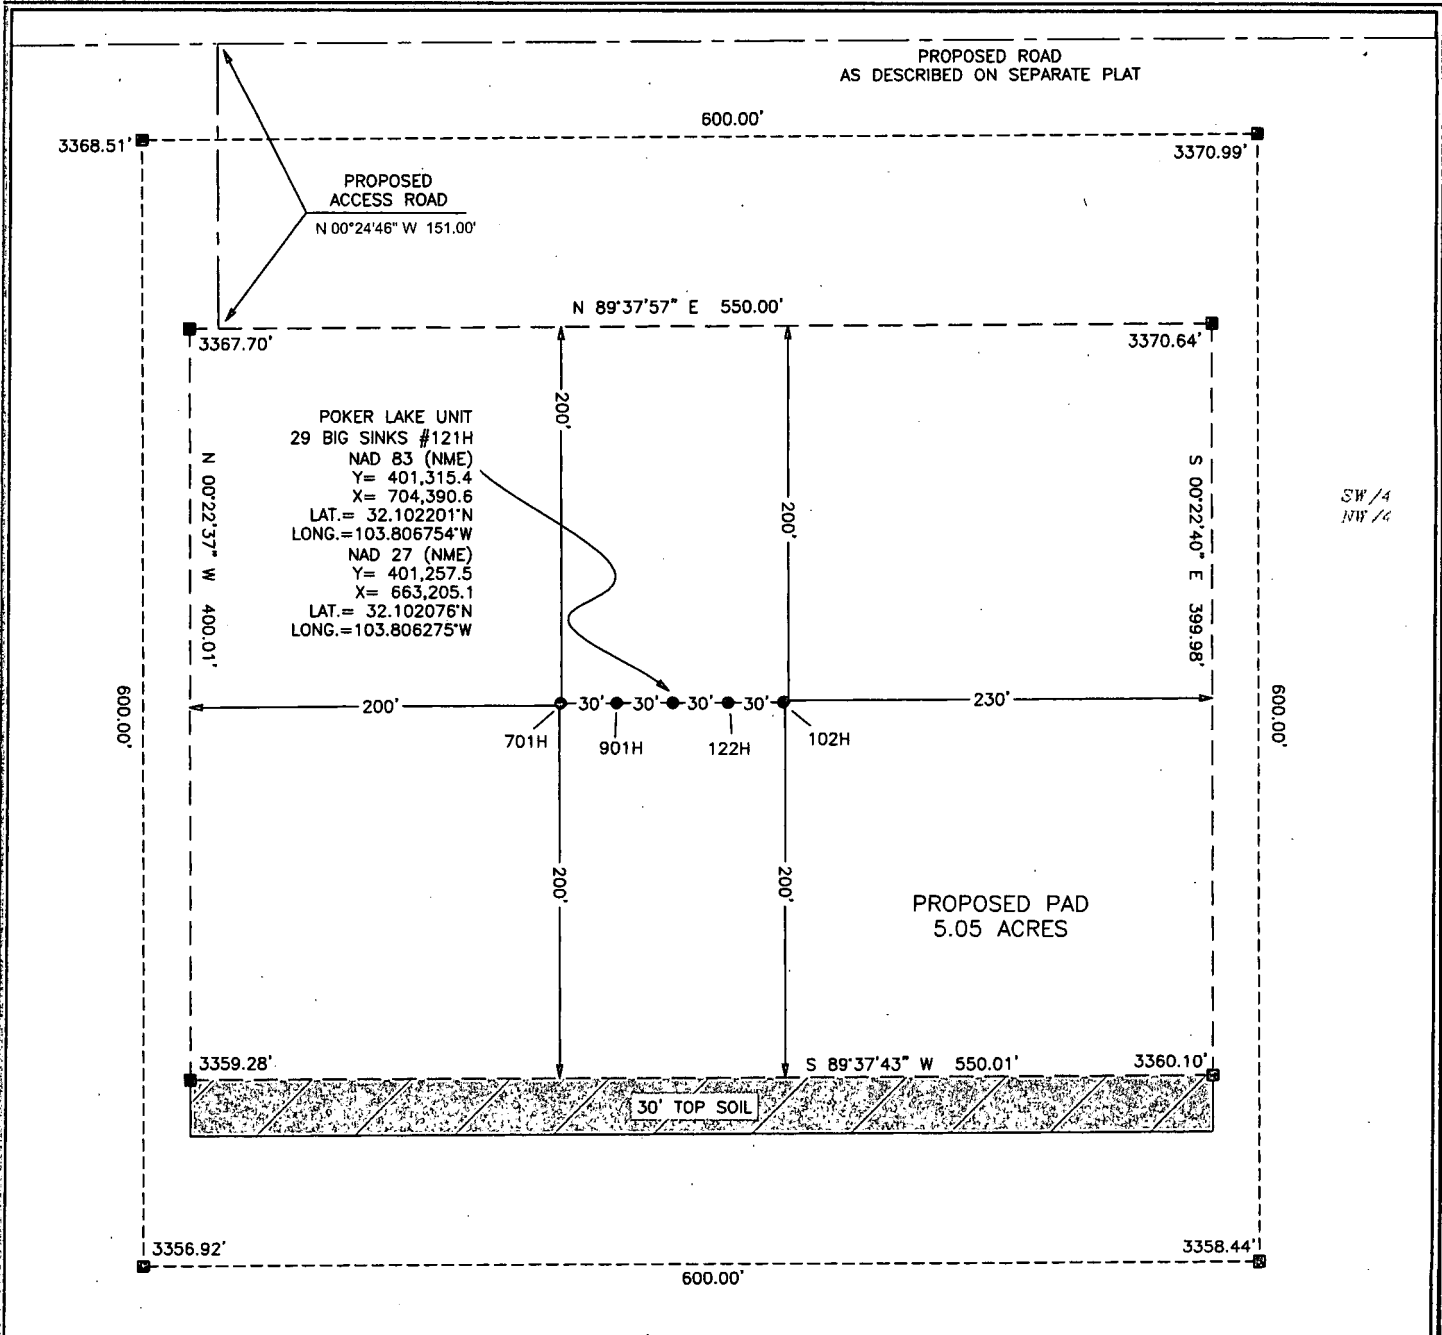 PROPOSED ROAD
AS DESCRIBED ON SEPARATE PLAT
600.00'
3368.51'
3370.99'
PROPOSED
ACCESS ROAD
N 00°24'46" W 151.00'
N 89°37'57" E 550.00'
3367.70'
3370.64'
200'
200'
POKER LAKE UNIT
29 BIG SINKS #121H
NAD 83 (NME)
Y= 401,315.4
X= 704,390.6
LAT.= 32.102201°N
LONG.=103.806754°W
NAD 27 (NME)
Y= 401,257.5
X= 663,205.1
LAT.= 32.102076°N
LONG.=103.806275°W
N 00°22'37" W 400.01'
S 00°22'40" E 399.98'
SW/4
NW/4
600.00'
200'
30'
30'
30'
30'
230'
600.00'
701H
901H
122H
102H
200'
200'
PROPOSED PAD
5.05 ACRES
3359.28'
S 89°37'43" W 550.01'
3360.10'
30' TOP SOIL
3356.92'
3358.44'
600.00'